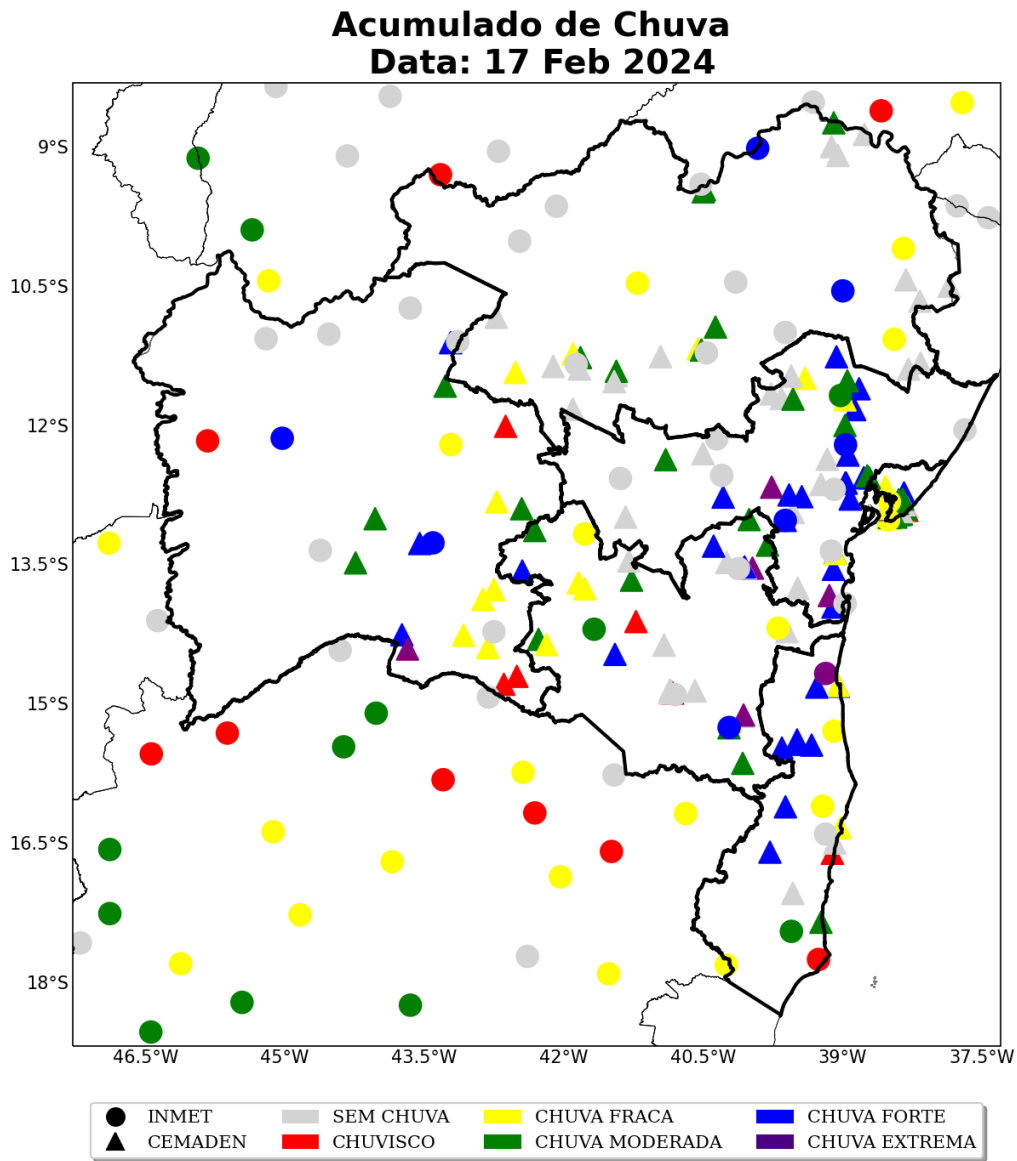 Acumulado de Chuva
Data: 17 Feb 2024
9°S
10.5°S
12°S
13.5°S
15°S
16.5°S
18°S
46.5°W 45°W 43.5°W 42°W 40.5°W 39°W 37.5°W
INMET SEM CHUVA CHUVA FRACA CHUVA FORTE
CEMADEN CHUVISCO CHUVA MODERADA CHUVA EXTREMA